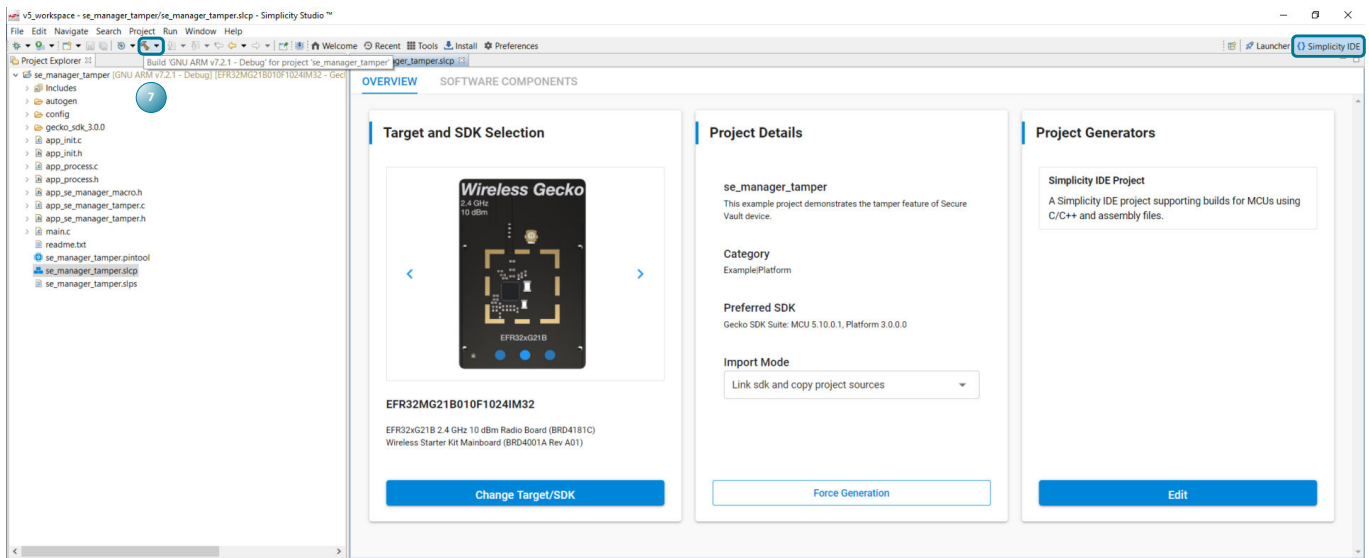 v5_workspace - se_manager_tamper/se_manager_tamper.slcp - Simplicity Studio ™
File Edit Navigate Search Project Run Window Help
Welcome Recent Tools Install Preferences
Launcher {} Simplicity IDE
Project Explorer
ager_tamper.slcp
Build 'GNU ARM v7.2.1 - Debug' for project 'se_manager_tamper'
se_manager_tamper [GNU ARM v7.2.1 - Debug] [EFR32MG21B010F1024IM32 - Geck
Includes
autogen
config
gecko_sdk_3.0.0
app_init.c
app_init.h
app_process.c
app_process.h
app_se_manager_macro.h
app_se_manager_tamper.c
app_se_manager_tamper.h
main.c
readme.txt
se_manager_tamper.pintool
se_manager_tamper.slcp
se_manager_tamper.slps
7
OVERVIEW SOFTWARE COMPONENTS
Target and SDK Selection
Wireless Gecko
2.4 GHz
10 dBm
EFR32xG21B
EFR32MG21B010F1024IM32
EFR32xG21B 2.4 GHz 10 dBm Radio Board (BRD4181C)
Wireless Starter Kit Mainboard (BRD4001A Rev A01)
Change Target/SDK
Project Details
se_manager_tamper
This example project demonstrates the tamper feature of Secure
Vault device.
Category
Example|Platform
Preferred SDK
Gecko SDK Suite: MCU 5.10.0.1, Platform 3.0.0.0
Import Mode
Link sdk and copy project sources
Force Generation
Project Generators
Simplicity IDE Project
A Simplicity IDE project supporting builds for MCUs using
C/C++ and assembly files.
Edit